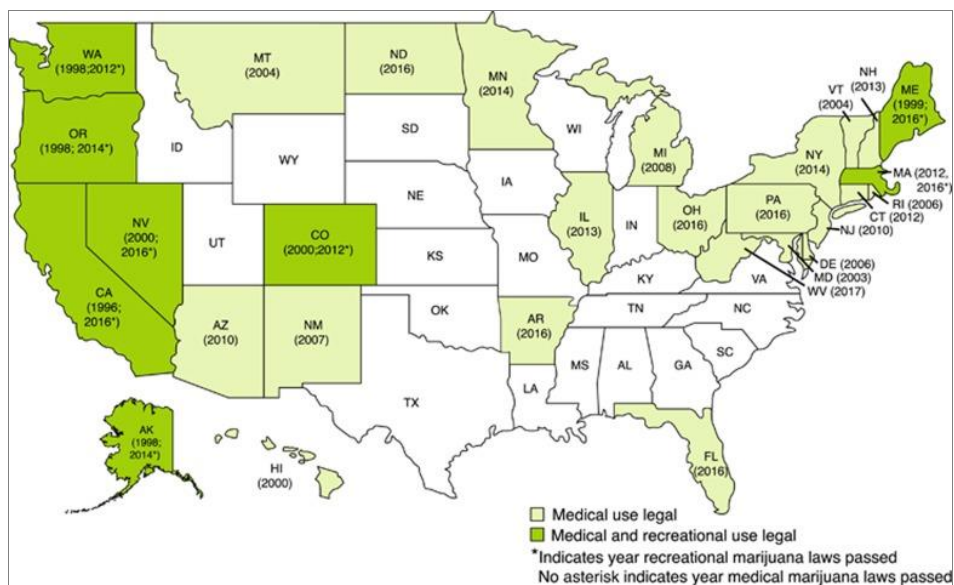 WA
(1998;2012*)
MT
(2004)
ND
(2016)
MN
(2014)
NH
(2013)
VT
(2004)
ME
(1999;
2016*)
OR
(1998; 2014*)
ID
WY
SD
WI
MI
(2008)
NY
(2014)
MA (2012,
2016*)
RI (2006)
CT (2012)
NJ (2010)
NV
(2000;
2016*)
UT
CO
(2000;2012*)
NE
IA
IL
(2013)
IN
OH
(2016)
PA
(2016)
DE (2006)
MD (2003)
WV (2017)
CA
(1996;
2016*)
KS
MO
KY
VA
AZ
(2010)
NM
(2007)
OK
AR
(2016)
TN
NC
SC
TX
LA
MS
AL
GA
AK
(1998;
2014*)
HI
(2000)
FL
(2016)
Medical use legal
Medical and recreational use legal
*Indicates year recreational marijuana laws passed
No asterisk indicates year medical marijuana laws passed